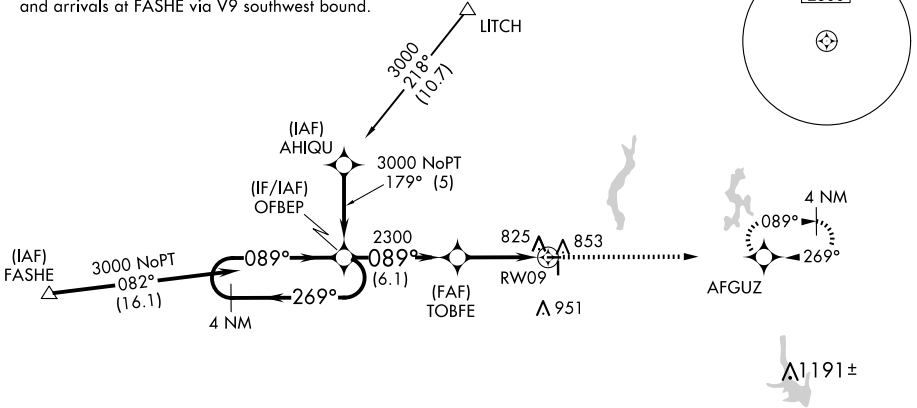 and arrivals at FASHE via V9 southwest bound.
LITCH
3000
218°
(10.7)
(IAF)
AHIQU
3000 NoPT
179° (5)
(IF/IAF)
OFBEP
(IAF)
FASHE
3000 NoPT
082°
(16.1)
089°
269°
4 NM
2300
089°
(6.1)
(FAF)
TOBFE
825
853
RW09
951
4 NM
089°
269°
AFGUZ
1191±